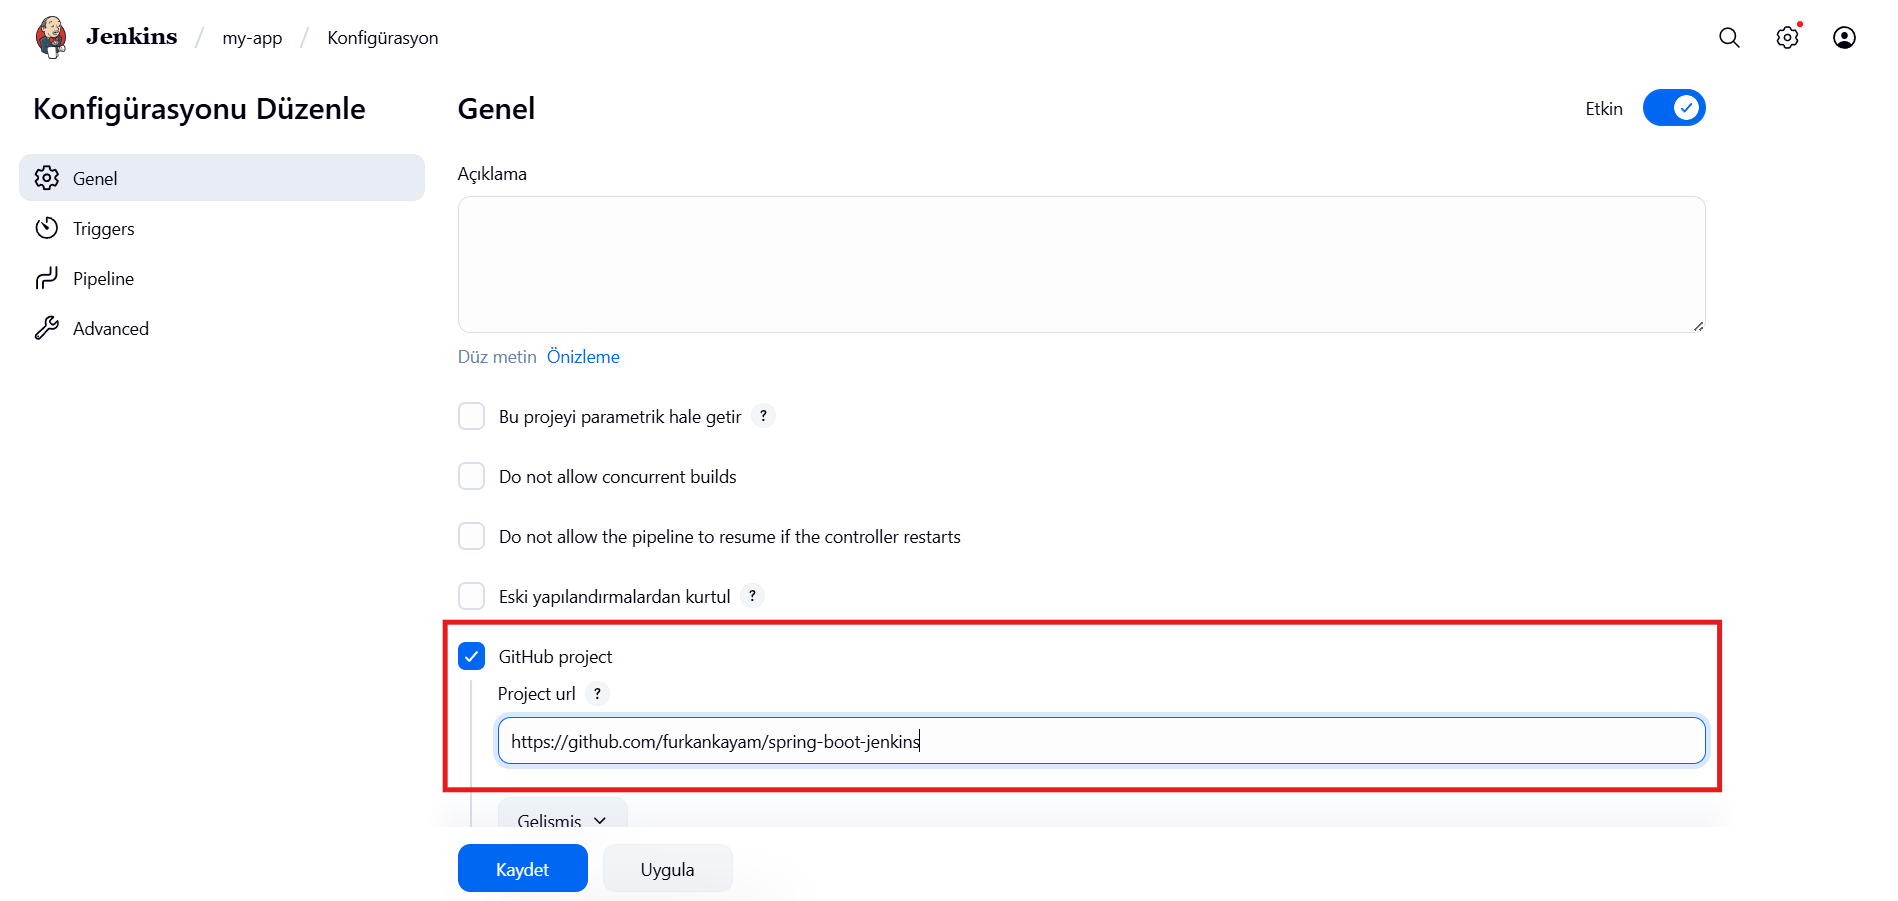 Jenkins / my-app / Konfigürasyon
Konfigürasyonu Düzenle
Genel
Triggers
Pipeline
Advanced
Genel
Etkin
Açıklama
Düz metin Önizleme
Bu projeyi parametrik hale getir ?
Do not allow concurrent builds
Do not allow the pipeline to resume if the controller restarts
Eski yapılandırmalardan kurtul ?
GitHub project
Project url ?
https://github.com/furkankayam/spring-boot-jenkins
Gelişmiş
Kaydet
Uygula